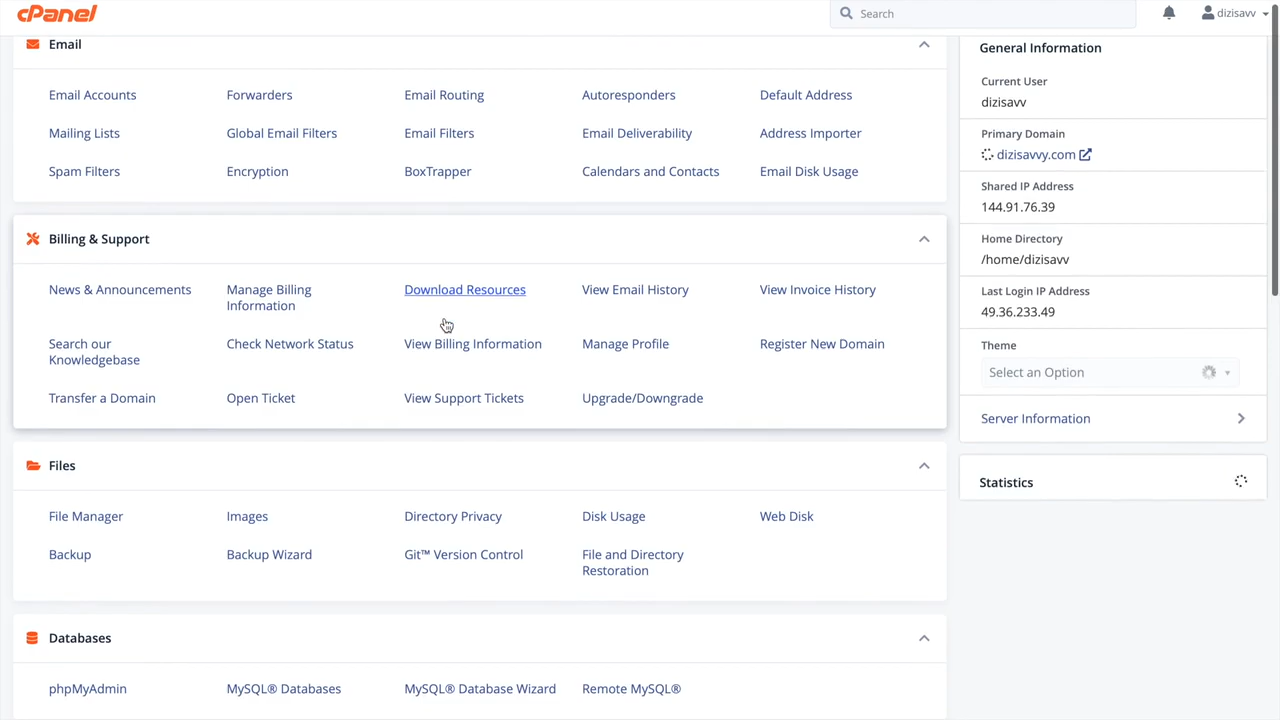 cPanel
Search
dizisavv
Email
Email Accounts
Forwarders
Email Routing
Autoresponders
Default Address
Mailing Lists
Global Email Filters
Email Filters
Email Deliverability
Address Importer
Spam Filters
Encryption
BoxTrapper
Calendars and Contacts
Email Disk Usage
Billing & Support
News & Announcements
Manage Billing
Information
Download Resources
View Email History
View Invoice History
Search our
Knowledgebase
Check Network Status
View Billing Information
Manage Profile
Register New Domain
Transfer a Domain
Open Ticket
View Support Tickets
Upgrade/Downgrade
Files
File Manager
Images
Directory Privacy
Disk Usage
Web Disk
Backup
Backup Wizard
Git™ Version Control
File and Directory
Restoration
Databases
phpMyAdmin
MySQL® Databases
MySQL® Database Wizard
Remote MySQL®
General Information
Current User
dizisavv
Primary Domain
dizisavvy.com
Shared IP Address
144.91.76.39
Home Directory
/home/dizisavv
Last Login IP Address
49.36.233.49
Theme
Select an Option
Server Information
Statistics